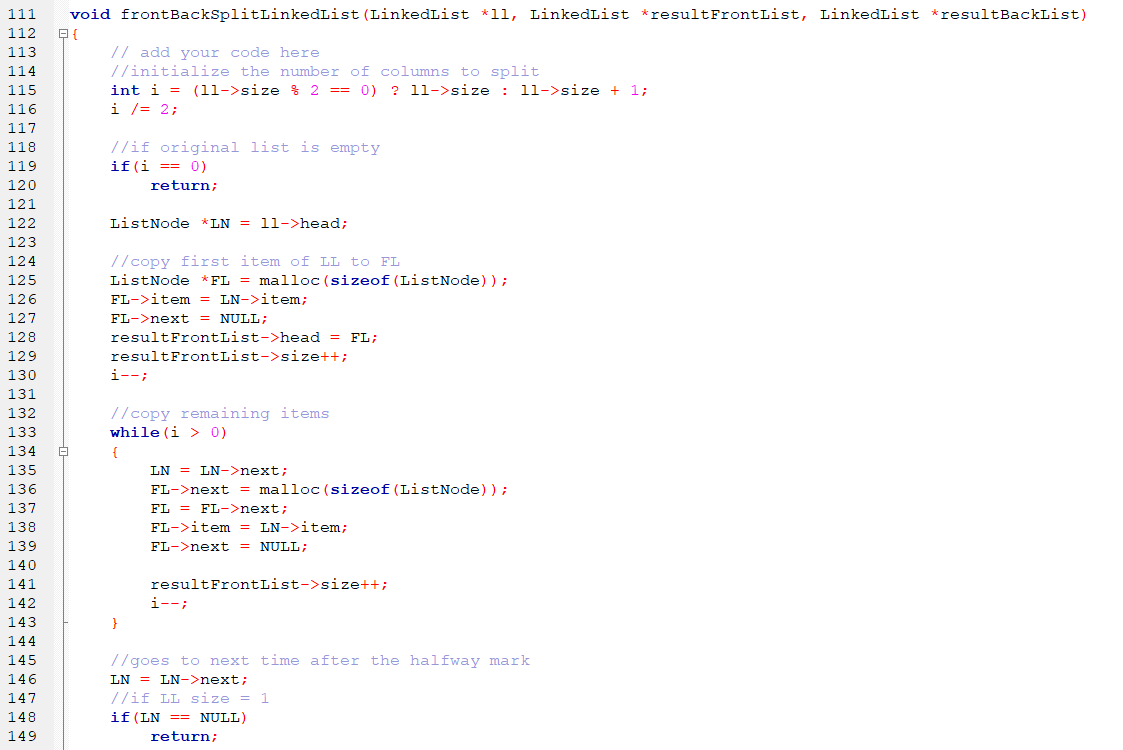 111 void frontBackSplitLinkedList(LinkedList *ll, LinkedList *resultFrontList, LinkedList *resultBackList)
112 {
113 // add your code here
114 //initialize the number of columns to split
115 int i = (ll->size % 2 == 0) ? ll->size : ll->size + 1;
116 i /= 2;
117
118 //if original list is empty
119 if(i == 0)
120 return;
121
122 ListNode *LN = ll->head;
123
124 //copy first item of LL to FL
125 ListNode *FL = malloc(sizeof(ListNode));
126 FL->item = LN->item;
127 FL->next = NULL;
128 resultFrontList->head = FL;
129 resultFrontList->size++;
130 i--;
131
132 //copy remaining items
133 while(i > 0)
134 {
135 LN = LN->next;
136 FL->next = malloc(sizeof(ListNode));
137 FL = FL->next;
138 FL->item = LN->item;
139 FL->next = NULL;
140
141 resultFrontList->size++;
142 i--;
143 }
144
145 //goes to next time after the halfway mark
146 LN = LN->next;
147 //if LL size = 1
148 if(LN == NULL)
149 return;